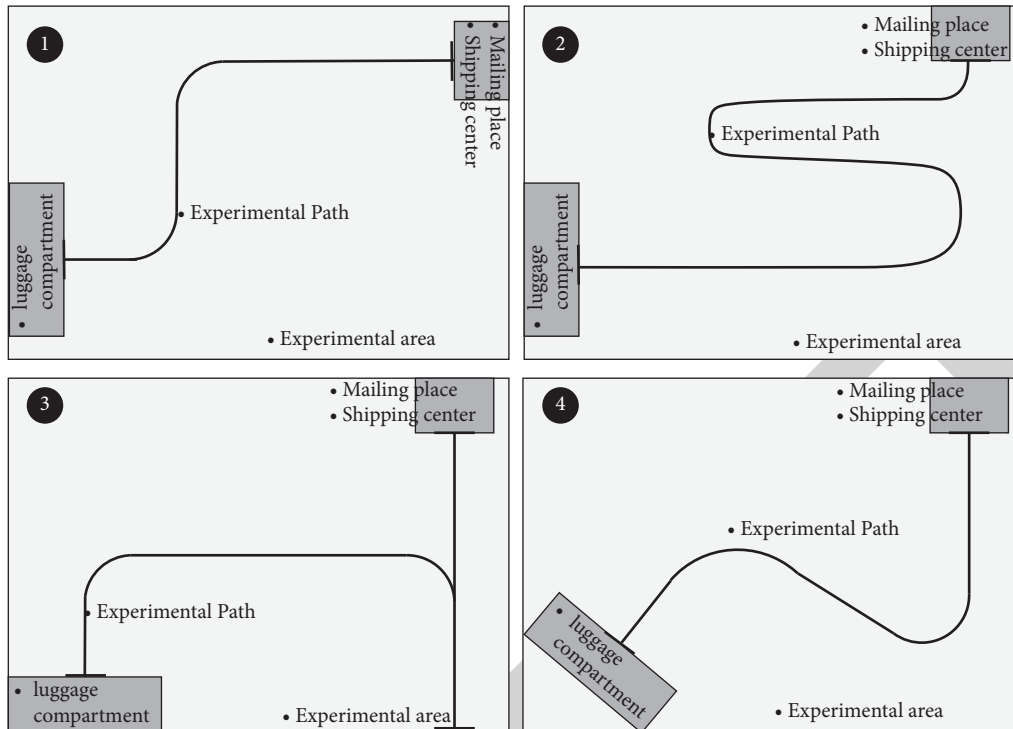 1
• Mailing place
• Shipping center
• Experimental Path
• luggage
compartment
• Experimental area
2
• Mailing place
• Shipping center
• Experimental Path
• luggage
compartment
• Experimental area
3
• Mailing place
• Shipping center
• Experimental Path
• luggage
compartment
• Experimental area
4
• Mailing place
• Shipping center
• Experimental Path
• luggage
compartment
• Experimental area